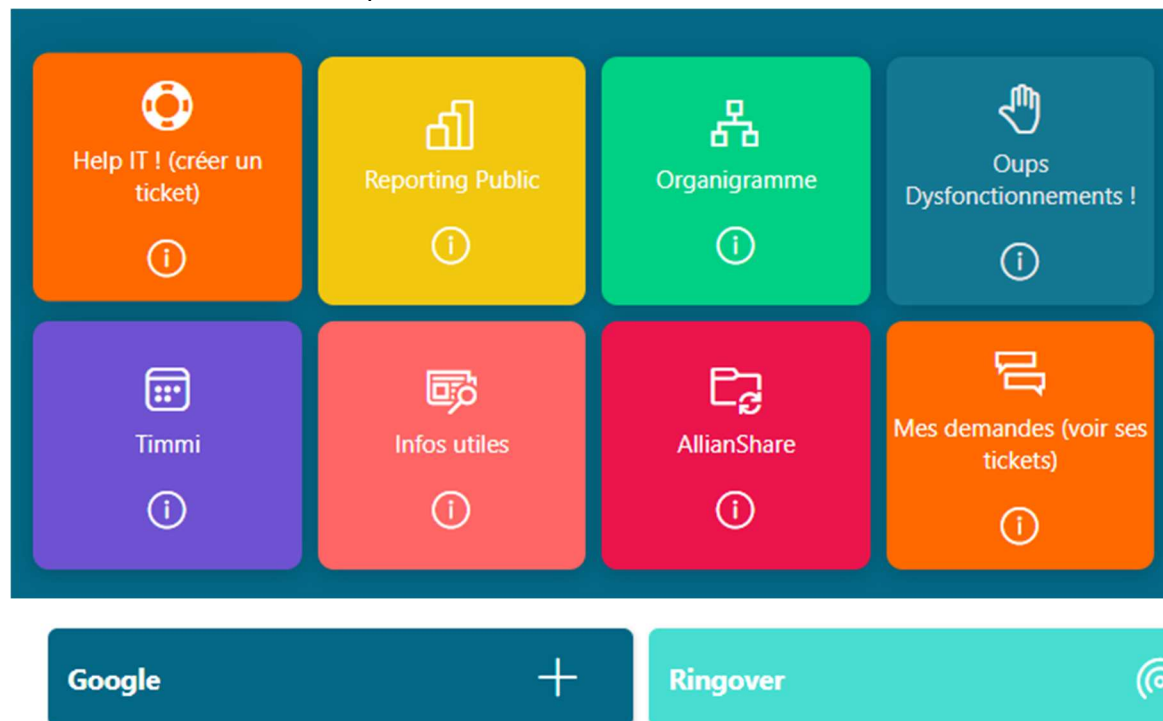 Help IT ! (créer un
ticket)
Reporting Public
Organigramme
Oups
Dysfonctionnements !
Timmi
Infos utiles
AllianShare
Mes demandes (voir ses
tickets)
Google
Ringover